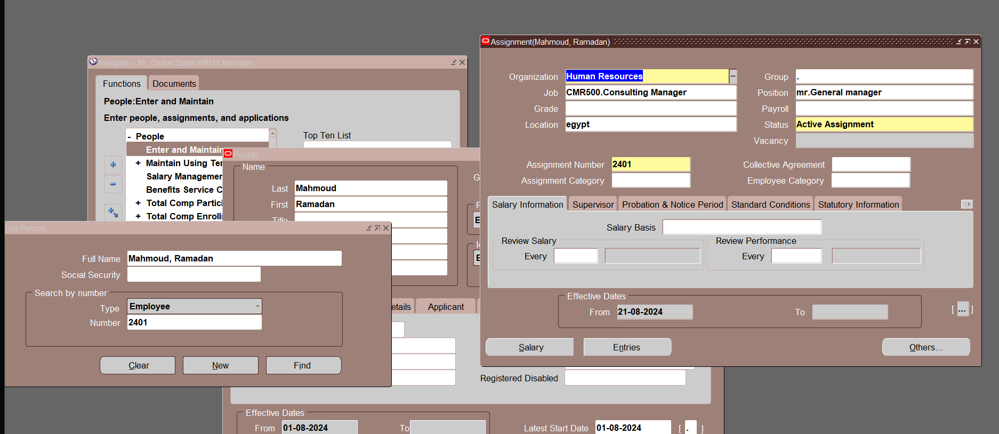 Navigator - Mr_Global Super HRMS Manager
Functions
Documents
People:Enter and Maintain
Enter people, assignments, and applications
- People
Enter and Maintain
+ Maintain Using Ter
Salary Managemer
Benefits Service C
+ Total Comp Partici
+ Total Comp Enrollr
Top Ten List
People
Name
Last Mahmoud
First Ramadan
Title
etails
Applicant
Registered Disabled
Effective Dates
From 01-08-2024
To
Latest Start Date 01-08-2024
[ . ]
Find Person
Full Name Mahmoud, Ramadan
Social Security
Search by number
Type Employee
Number 2401
Clear
New
Find
Assignment(Mahmoud, Ramadan)
Organization Human Resources
Group .
Job CMR500.Consulting Manager
Position mr.General manager
Grade
Payroll
Location egypt
Status Active Assignment
Vacancy
Assignment Number 2401
Collective Agreement
Assignment Category
Employee Category
Salary Information
Supervisor
Probation & Notice Period
Standard Conditions
Statutory Information
Salary Basis
Review Salary
Every
Review Performance
Every
Effective Dates
From 21-08-2024
To
[ ... ]
Salary
Entries
Others...